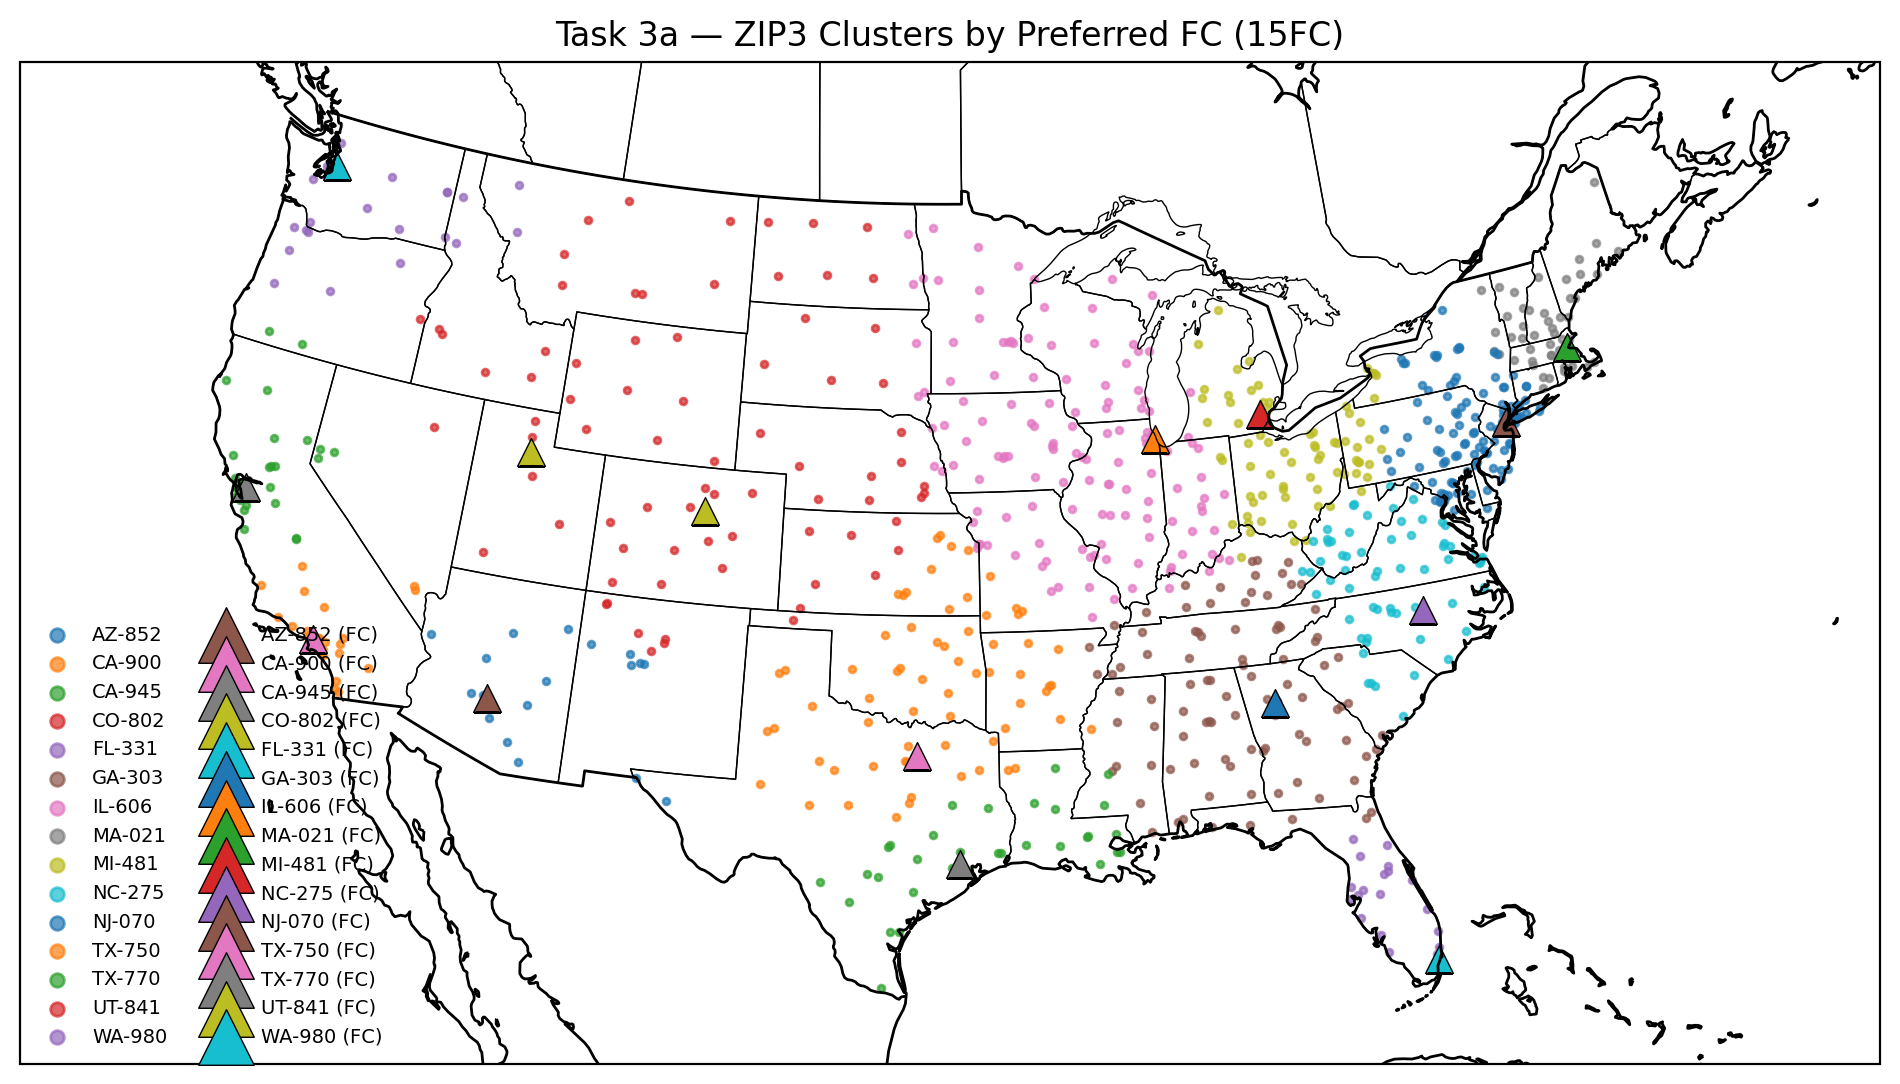 Task 3a — ZIP3 Clusters by Preferred FC (15FC)
AZ-852
CA-900
CA-945
CO-802
FL-331
GA-303
IL-606
MA-021
MI-481
NC-275
NJ-070
TX-750
TX-770
UT-841
WA-980
AZ-852 (FC)
CA-900 (FC)
CA-945 (FC)
CO-802 (FC)
FL-331 (FC)
GA-303 (FC)
IL-606 (FC)
MA-021 (FC)
MI-481 (FC)
NC-275 (FC)
NJ-070 (FC)
TX-750 (FC)
TX-770 (FC)
UT-841 (FC)
WA-980 (FC)